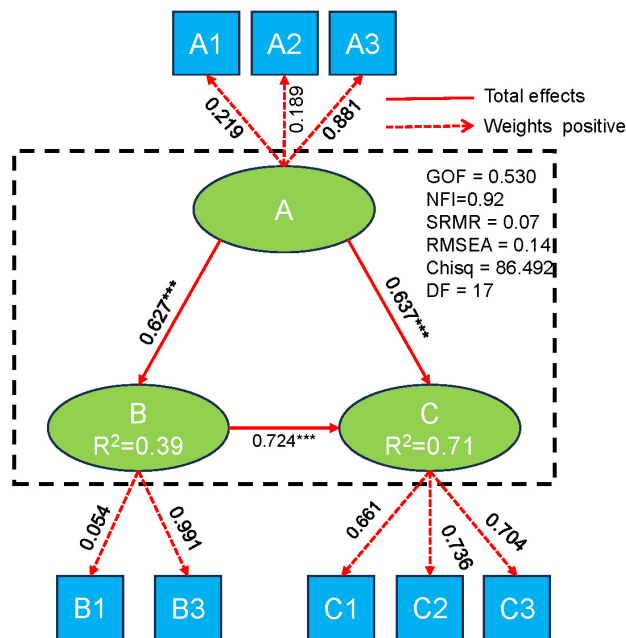 A1 A2 A3
0.219 0.189 0.881
Total effects
Weights positive
A
GOF = 0.530
NFI=0.92
SRMR = 0.07
RMSEA = 0.14
Chisq = 86.492
DF = 17
0.627*** 0.637***
B
R²=0.39
0.724***
C
R²=0.71
0.054 0.991 0.661 0.736 0.704
B1 B3 C1 C2 C3